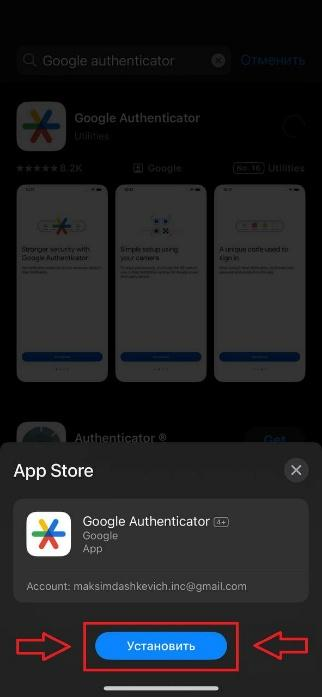 Google authenticator
Отменить
Google Authenticator
Utilities
8.2K
Google
No. 16
Utilities
Stronger security with
Google Authenticator
Simple setup using
your camera
A unique code used to
sign in
Authenticator ®
Get
App Store
Google Authenticator 4+
Google
App
Account: maksimdashkevich.inc@gmail.com
Установить